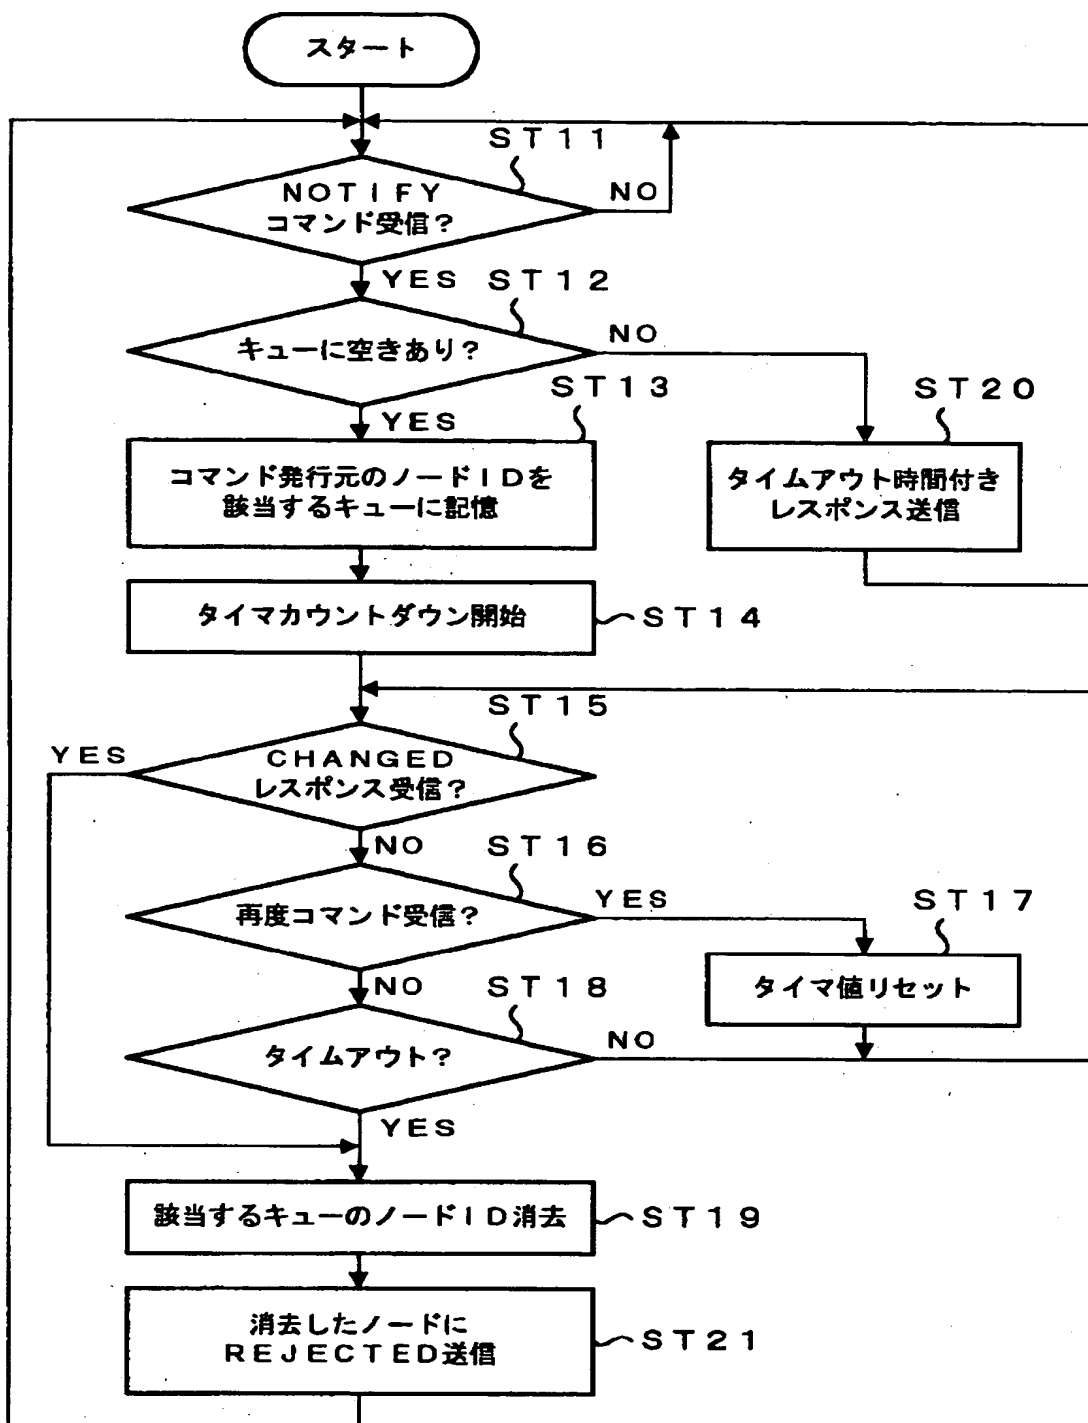 スタート
ST11
NOTIFY
コマンド受信?
NO
YES
ST12
キューに空きあり?
NO
YES
ST13
ST20
コマンド発行元のノードIDを
該当するキューに記憶
タイムアウト時間付き
レスポンス送信
タイマカウントダウン開始
ST14
ST15
YES
CHANGED
レスポンス受信?
NO
ST16
再度コマンド受信?
YES
ST17
NO
ST18
タイマ値リセット
タイムアウト?
NO
YES
該当するキューのノードID消去
ST19
消去したノードに
REJECTED送信
ST21